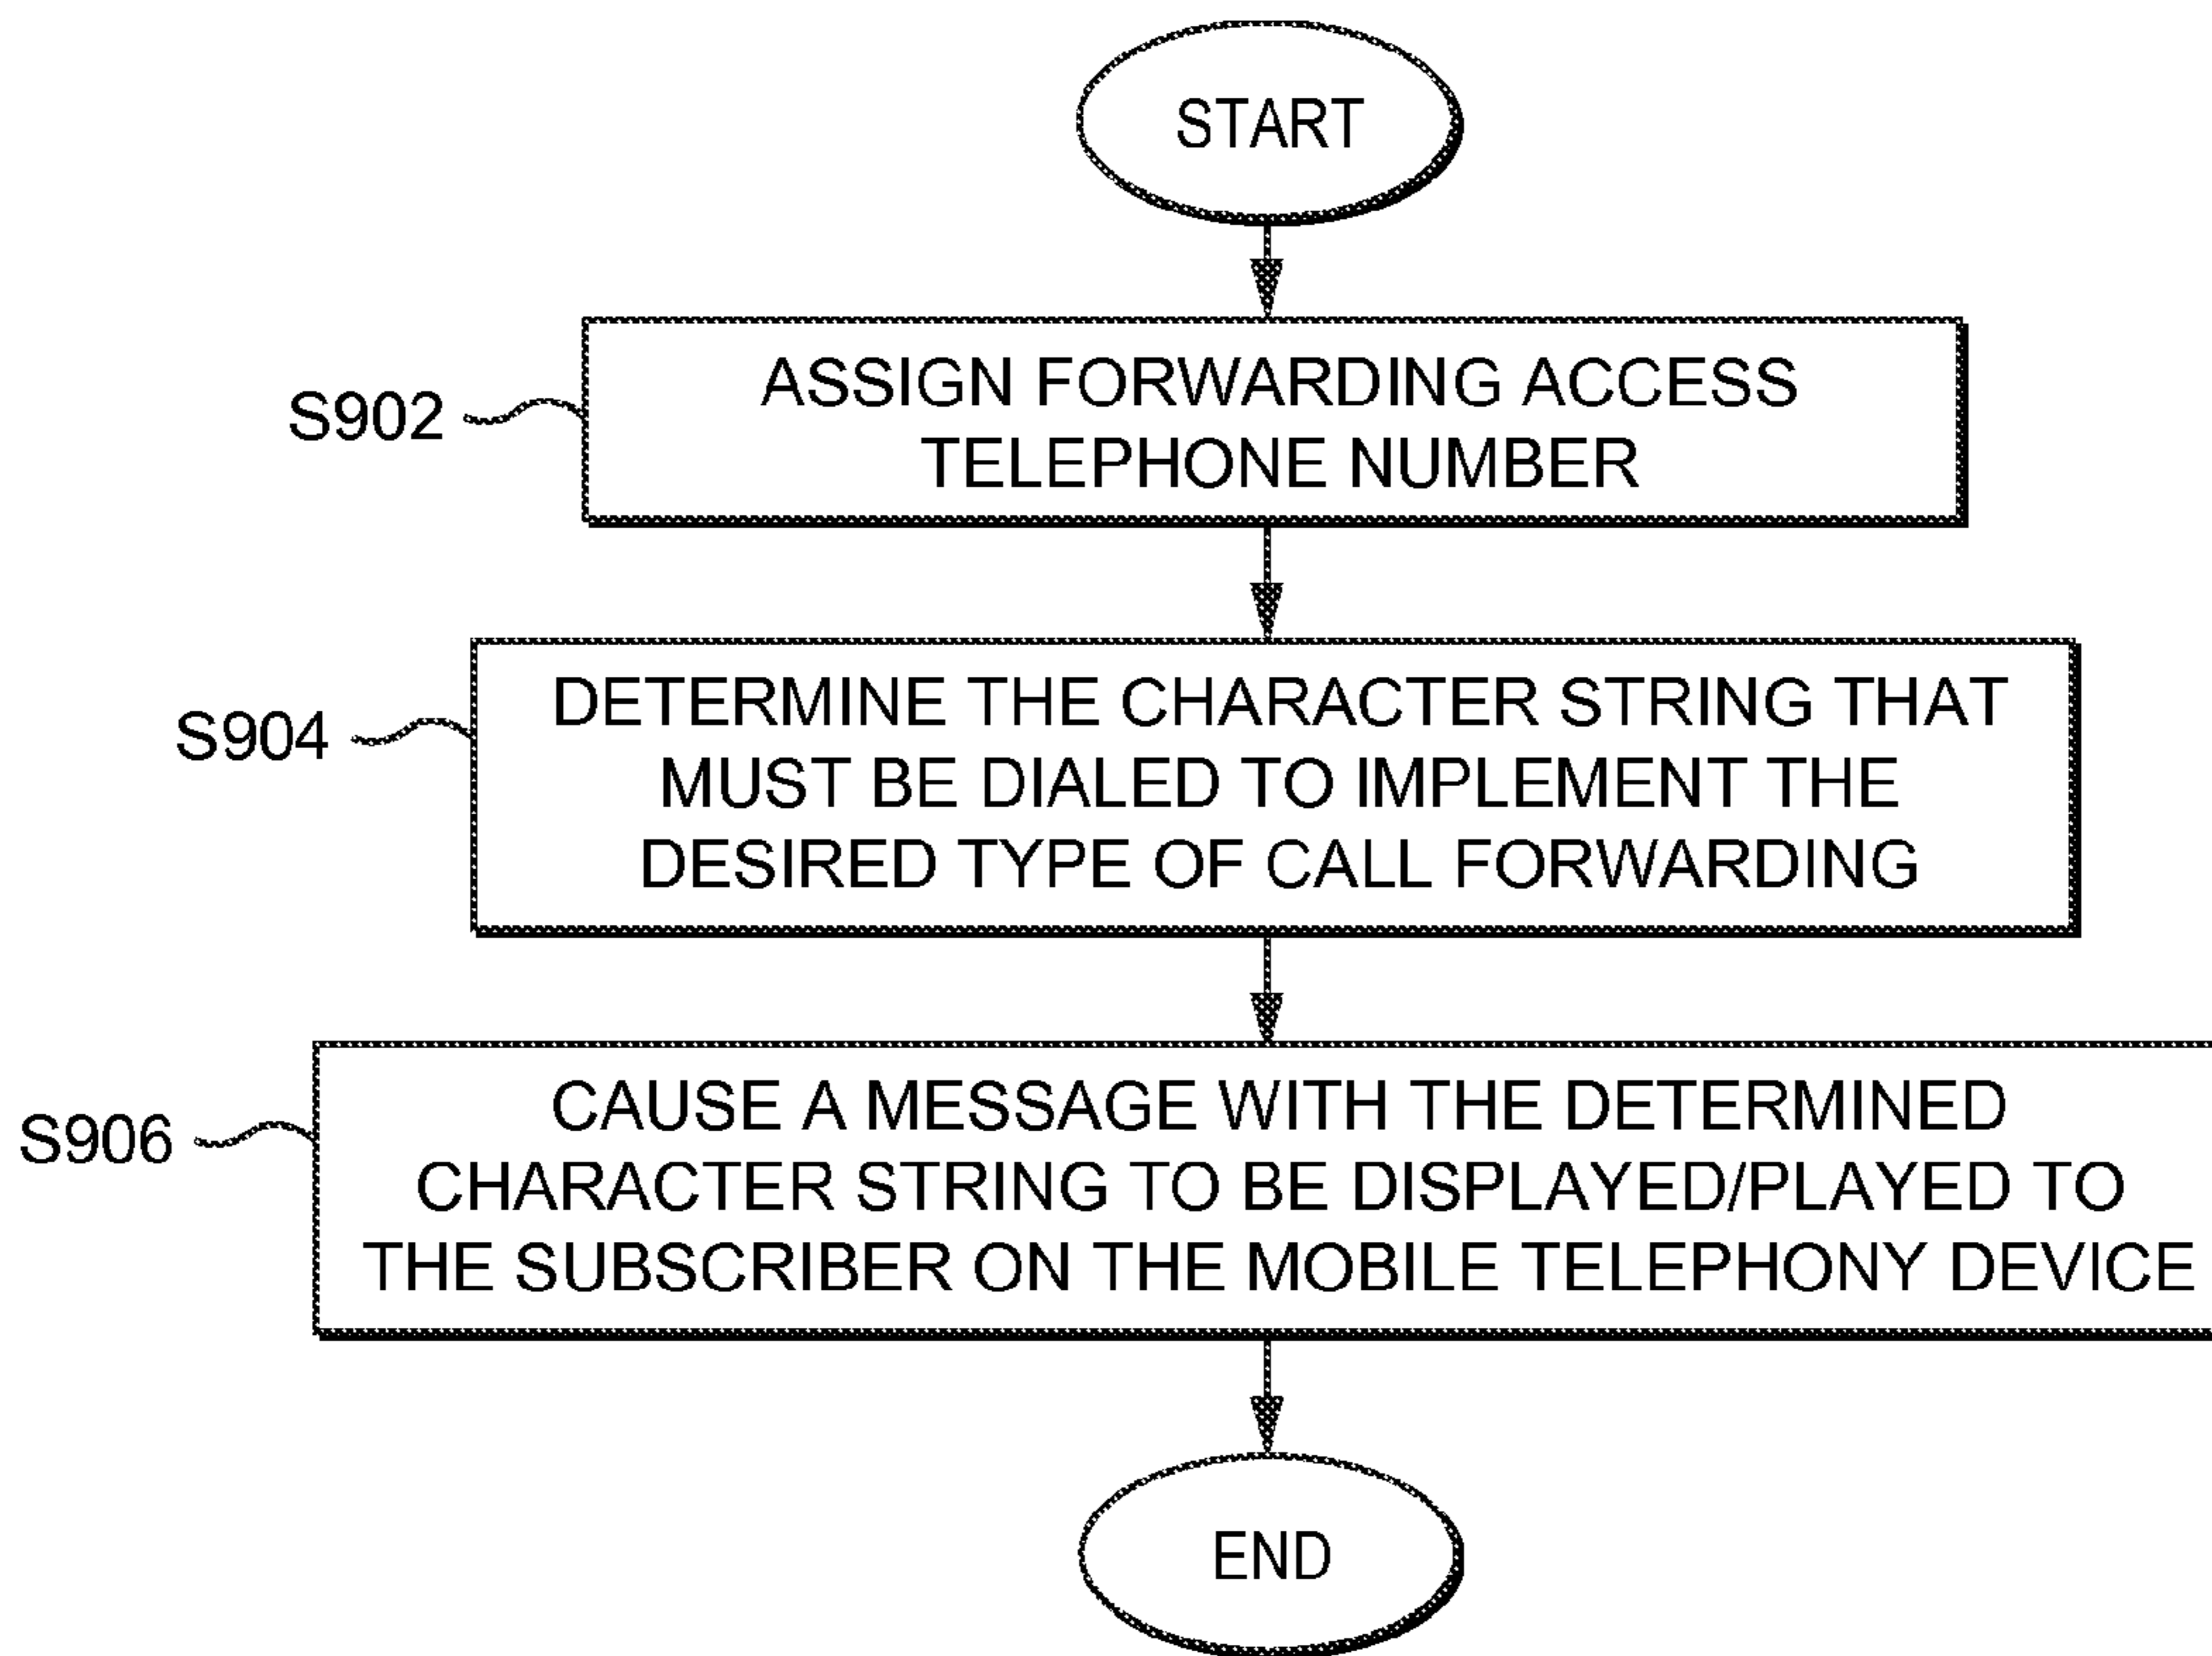 START
S902
ASSIGN FORWARDING ACCESS
TELEPHONE NUMBER
S904
DETERMINE THE CHARACTER STRING THAT
MUST BE DIALED TO IMPLEMENT THE
DESIRED TYPE OF CALL FORWARDING
S906
CAUSE A MESSAGE WITH THE DETERMINED
CHARACTER STRING TO BE DISPLAYED/PLAYED TO
THE SUBSCRIBER ON THE MOBILE TELEPHONY DEVICE
END